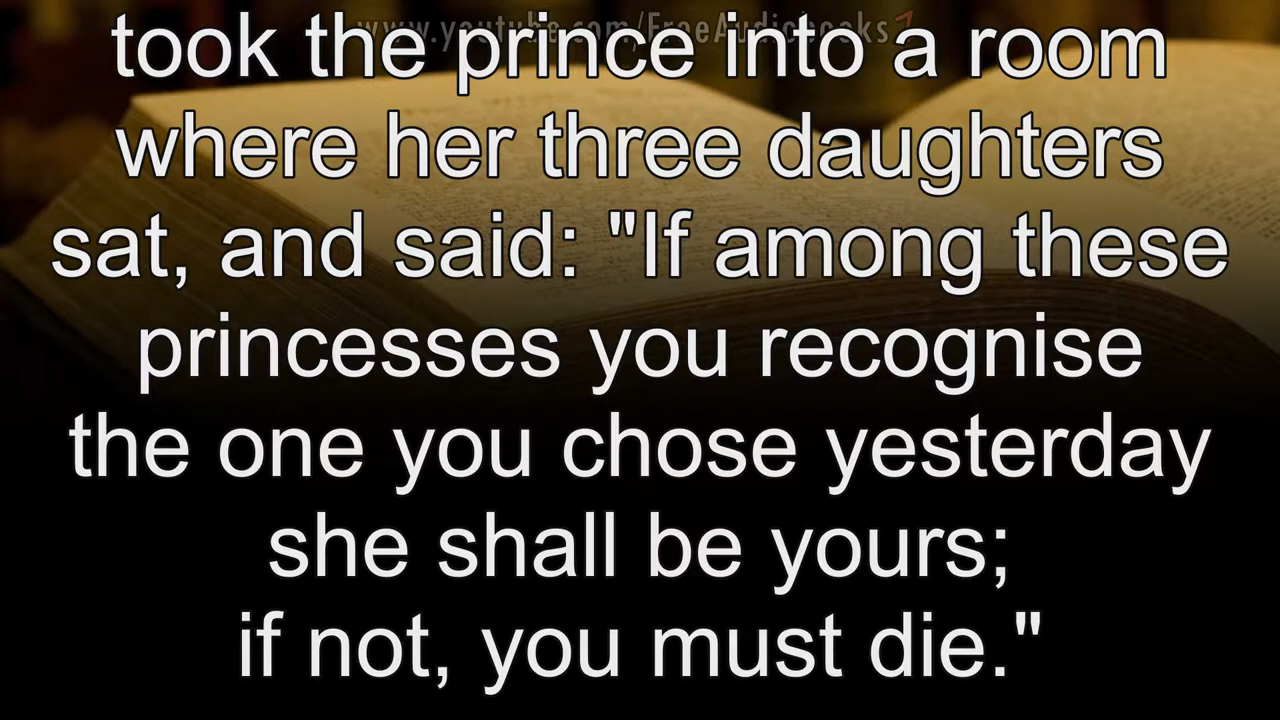 www.youtube.com/FreeAudiobooks
took the prince into a room
where her three daughters
sat, and said: "If among these
princesses you recognise
the one you chose yesterday
she shall be yours;
if not, you must die."